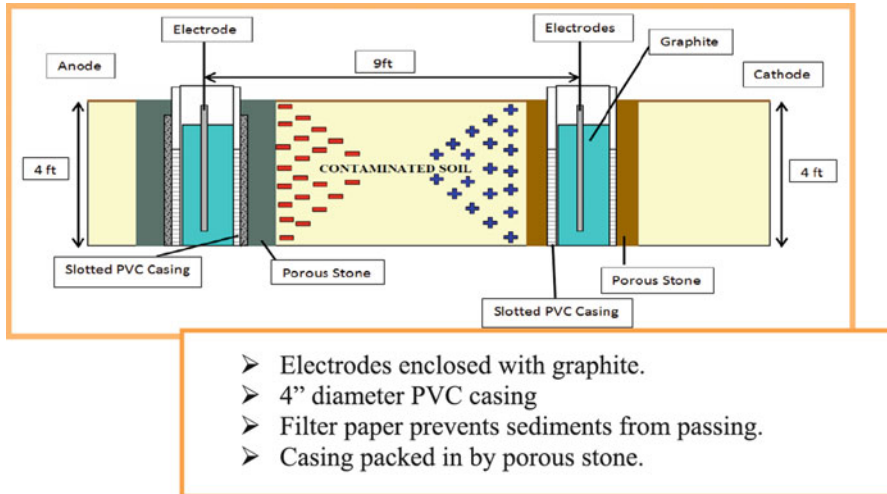 Electrode
Electrodes
Graphite
Anode
9ft
Cathode
4 ft
CONTAMINATED SOIL
4 ft
Slotted PVC Casing
Porous Stone
Porous Stone
Slotted PVC Casing
➢ Electrodes enclosed with graphite.
➢ 4” diameter PVC casing
➢ Filter paper prevents sediments from passing.
➢ Casing packed in by porous stone.